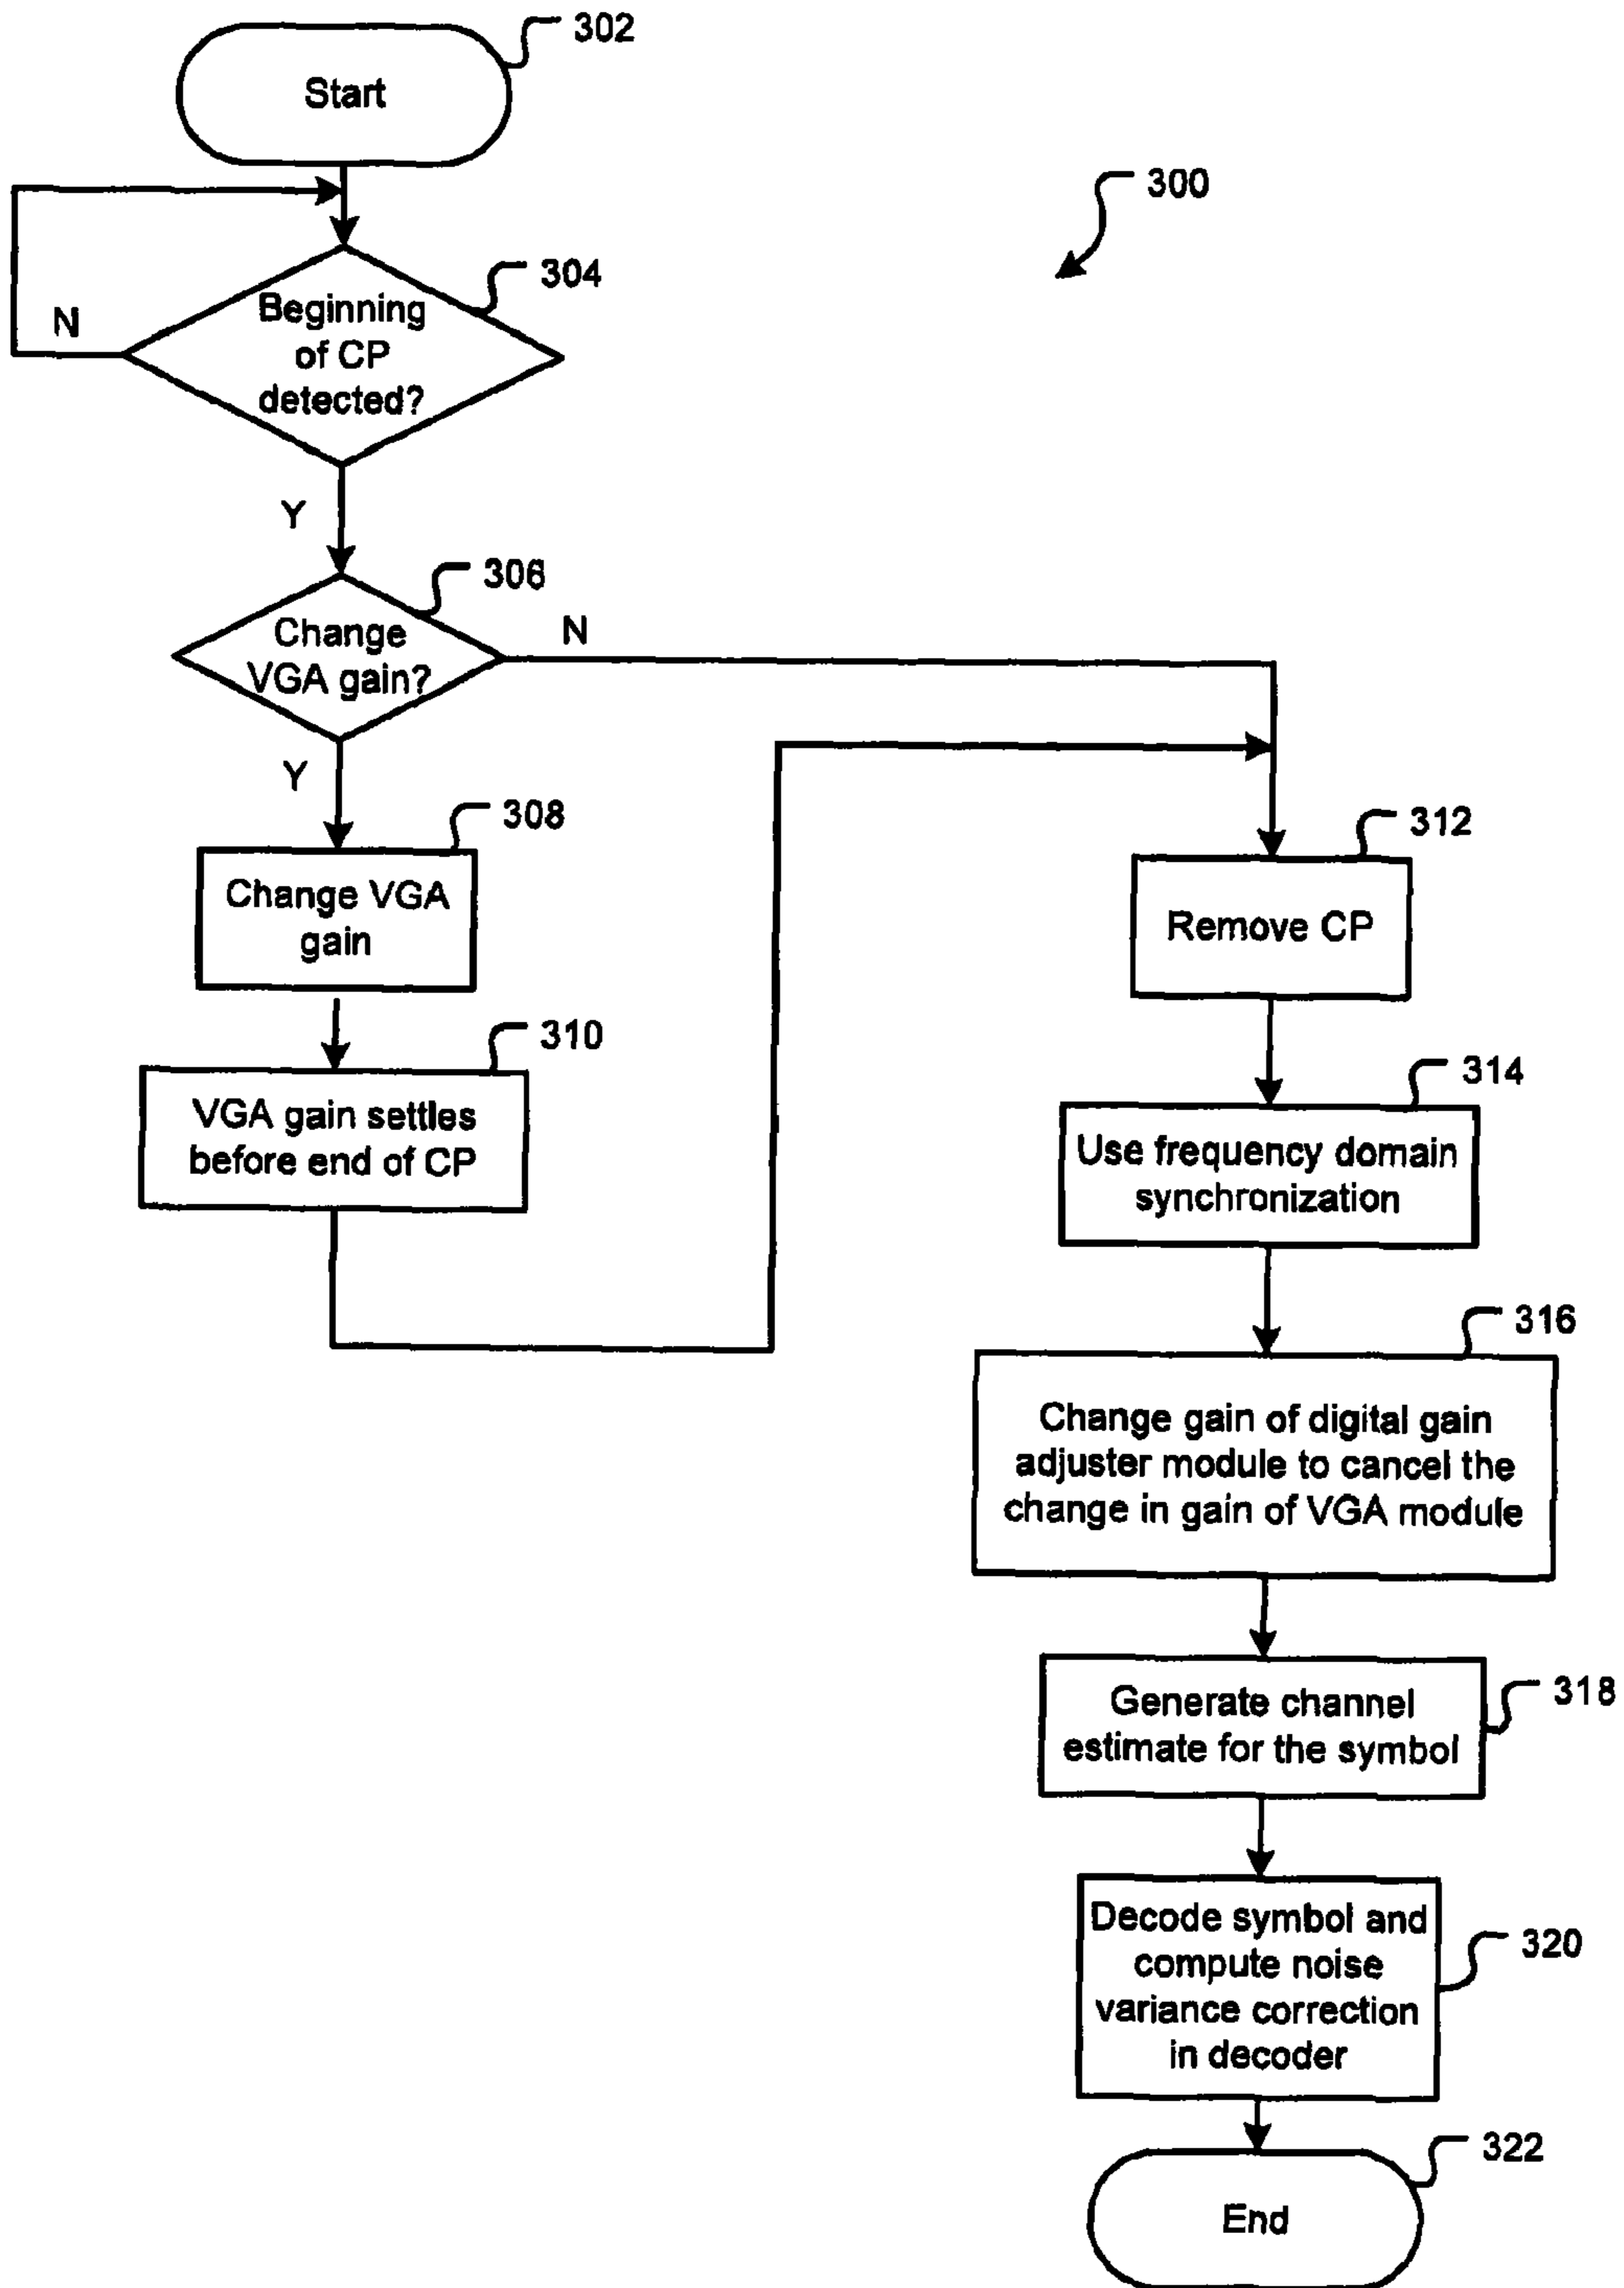 302
Start
300
304
Beginning
of CP
detected?
N
Y
306
Change
VGA gain?
N
Y
308
Change VGA
gain
310
VGA gain settles
before end of CP
312
Remove CP
314
Use frequency domain
synchronization
316
Change gain of digital gain
adjuster module to cancel the
change in gain of VGA module
318
Generate channel
estimate for the symbol
320
Decode symbol and
compute noise
variance correction
in decoder
322
End